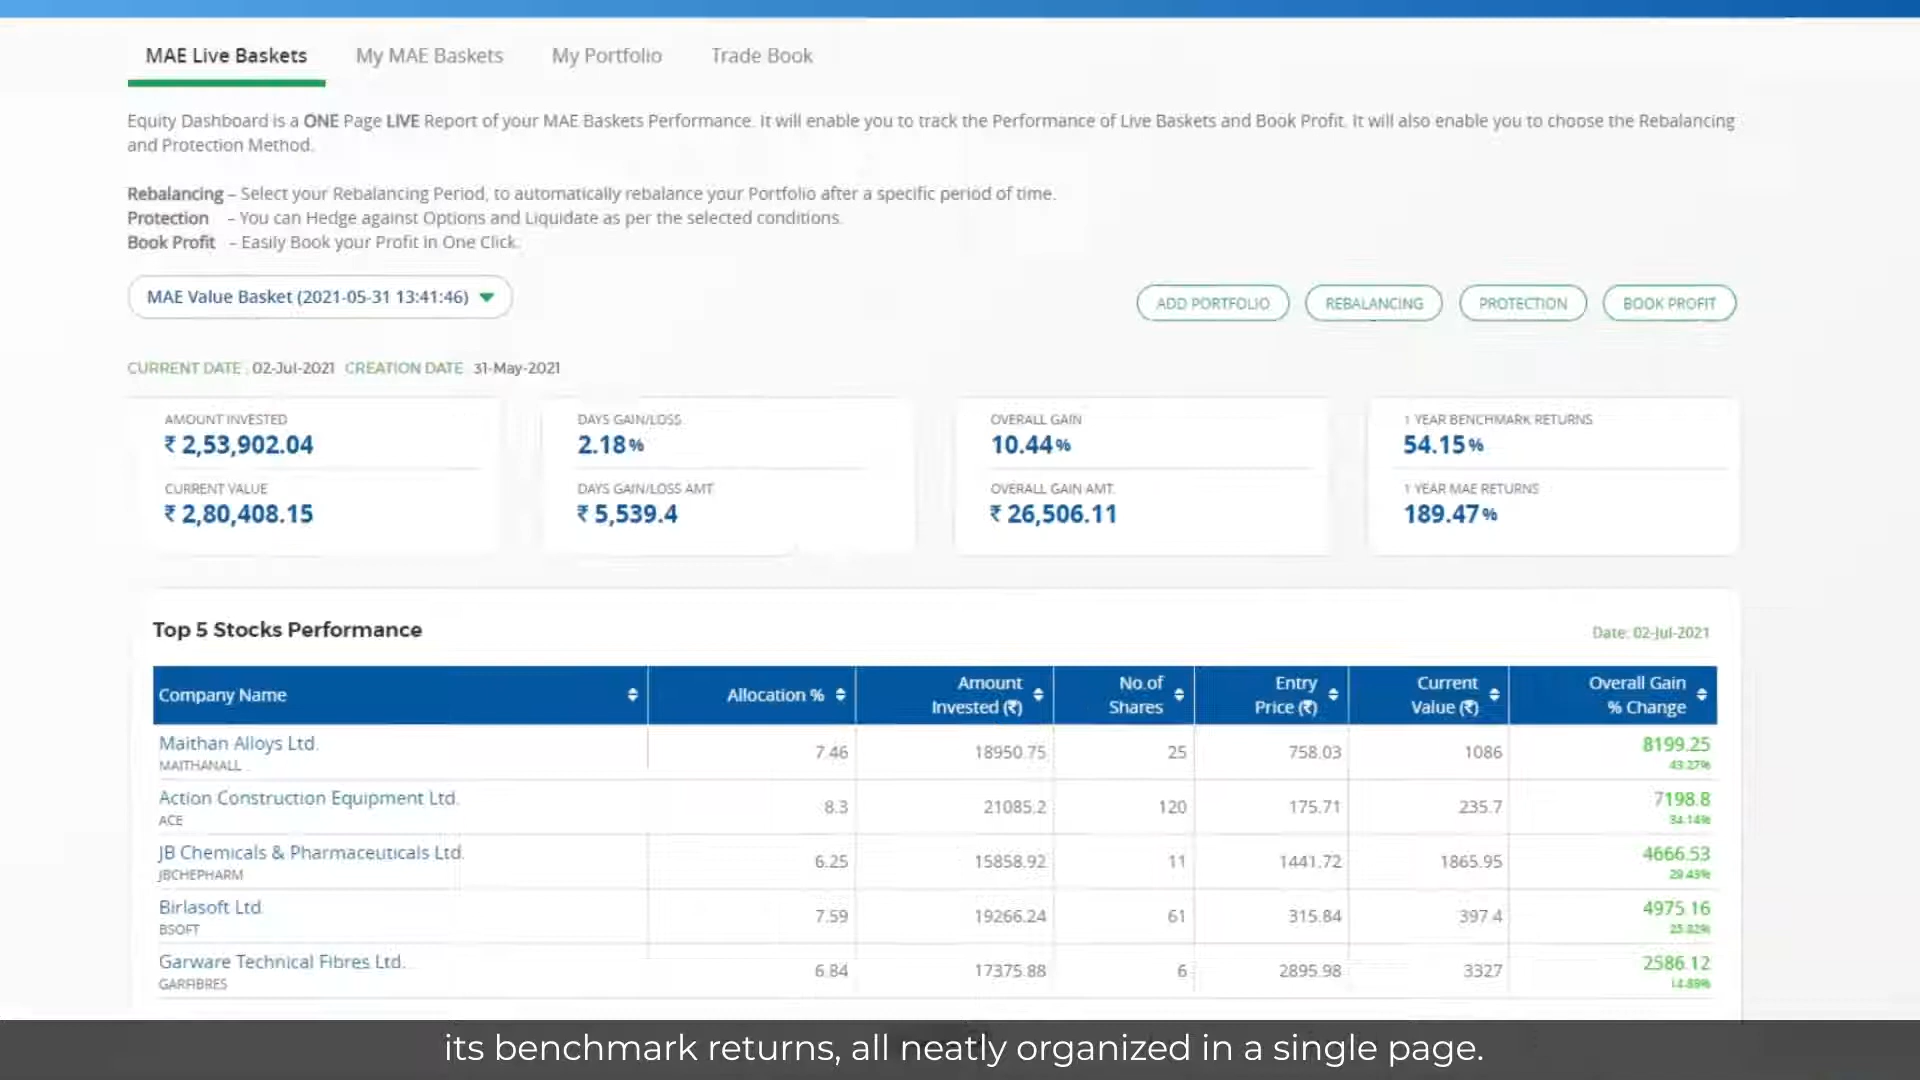 MAE Live Baskets My MAE Baskets My Portfolio Trade Book
Equity Dashboard is a ONE Page LIVE Report of your MAE Baskets Performance. It will enable you to track the Performance of Live Baskets and Book Profit. It will also enable you to choose the Rebalancing
and Protection Method.
Rebalancing – Select your Rebalancing Period, to automatically rebalance your Portfolio after a specific period of time.
Protection – You can Hedge against Options and Liquidate as per the selected conditions.
Book Profit – Easily Book your Profit in One Click.
MAE Value Basket (2021-05-31 13:41:46)
ADD PORTFOLIO REBALANCING PROTECTION BOOK PROFIT
CURRENT DATE : 02-Jul-2021 CREATION DATE : 31-May-2021
AMOUNT INVESTED DAYS GAIN/LOSS OVERALL GAIN 1 YEAR BENCHMARK RETURNS
₹ 2,53,902.04 2.18% 10.44% 54.15%
CURRENT VALUE DAYS GAIN/LOSS AMT. OVERALL GAIN AMT. 1 YEAR MAE RETURNS
₹ 2,80,408.15 ₹ 5,539.4 ₹ 26,506.11 189.47%
Top 5 Stocks Performance Date: 02-Jul-2021
Company Name Allocation % Amount Invested (₹) No.of Shares Entry Price (₹) Current Value (₹) Overall Gain % Change
Maithan Alloys Ltd. 7.46 18950.75 25 758.03 1086 8199.25
MAITHANALL 43.27%
Action Construction Equipment Ltd. 8.3 21085.2 120 175.71 235.7 7198.8
ACE 34.14%
JB Chemicals & Pharmaceuticals Ltd. 6.25 15858.92 11 1441.72 1865.95 4666.53
JBCHEPHARM 29.43%
Birlasoft Ltd. 7.59 19266.24 61 315.84 397.4 4975.16
BSOFT 25.82%
Garware Technical Fibres Ltd. 6.84 17375.88 6 2895.98 3327 2586.12
GARFIBRES 14.89%
its benchmark returns, all neatly organized in a single page.